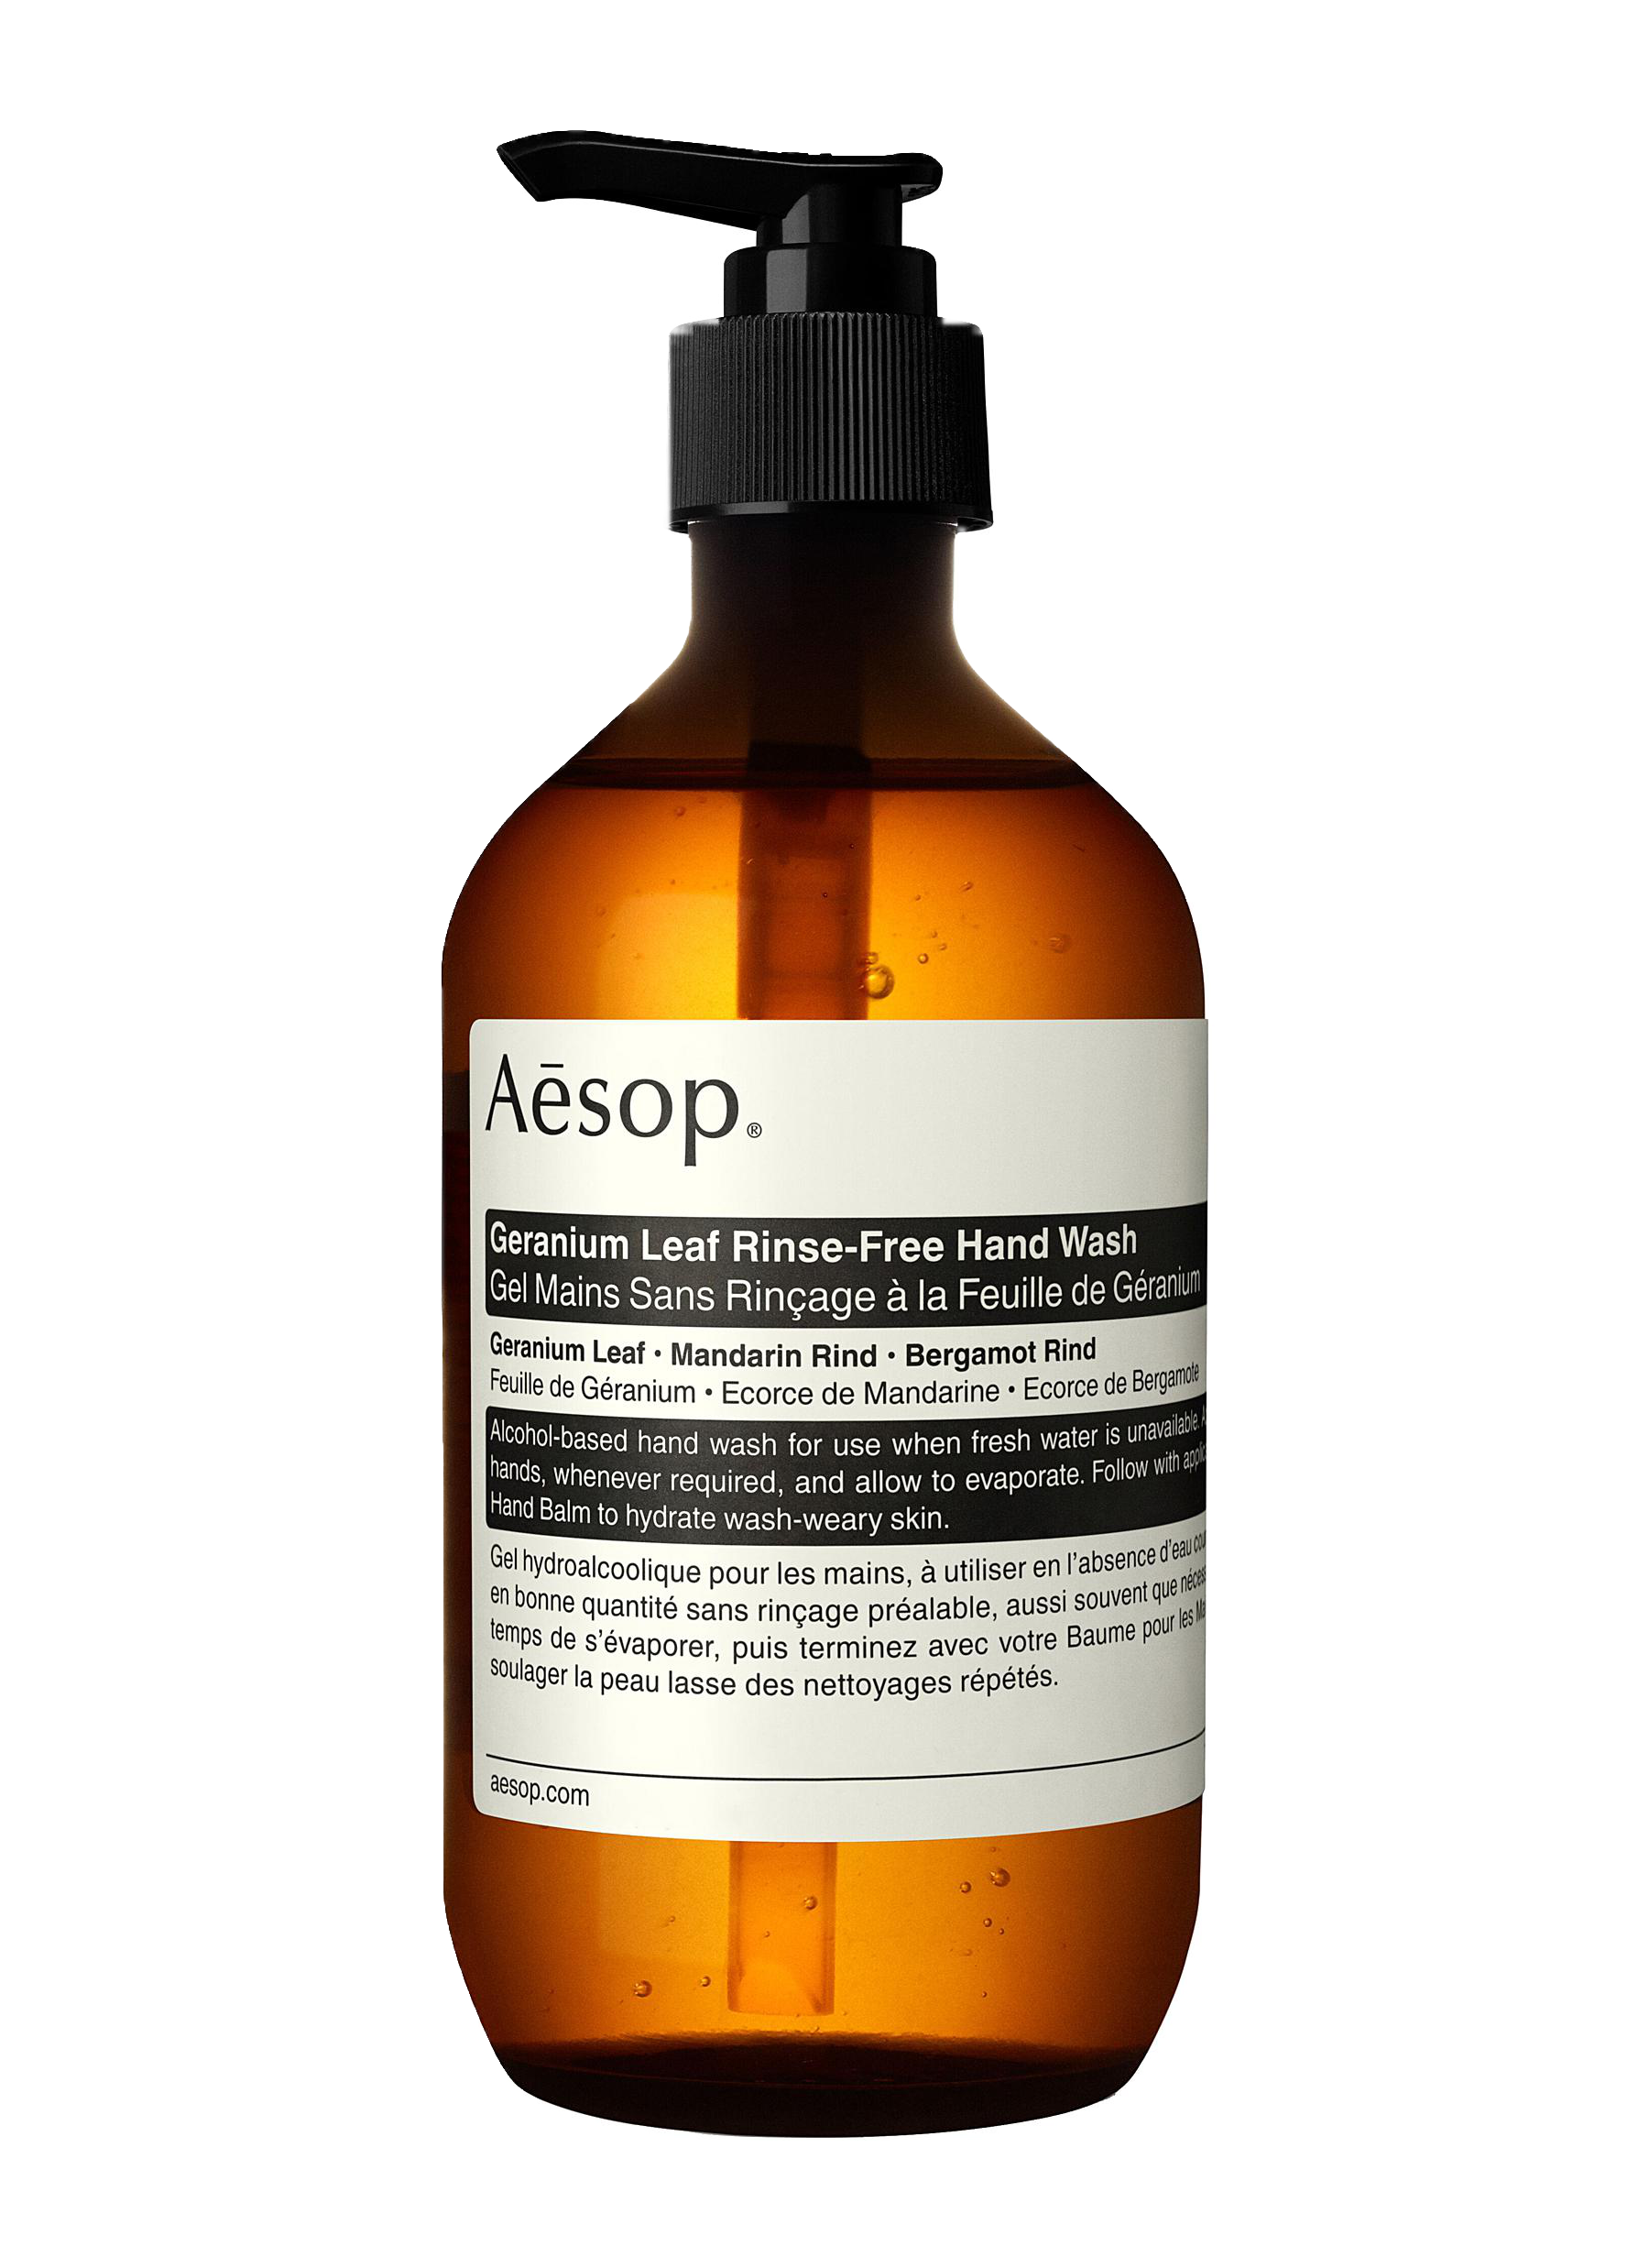 Aēsop®
Geranium Leaf Rinse-Free Hand Wash
Gel Mains Sans Rinçage à la Feuille de Géranium
Geranium Leaf • Mandarin Rind • Bergamot Rind
Feuille de Géranium • Ecorce de Mandarine • Ecorce de Bergamote
Alcohol-based hand wash for use when fresh water is unavailable.
hands, whenever required, and allow to evaporate. Follow with
Hand Balm to hydrate wash-weary skin.
Gel hydroalcoolique pour les mains, à utiliser en l'absence d'eau
en bonne quantité sans rinçage préalable, aussi souvent que
temps de s'évaporer, puis terminez avec votre Baume pour les
soulager la peau lasse des nettoyages répétés.
aesop.com